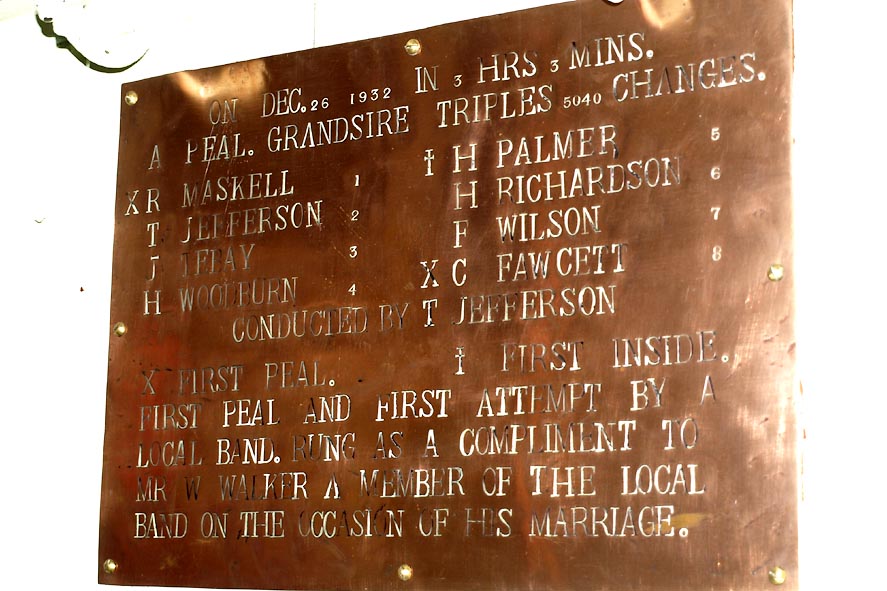 ON DEC. 26 1932 IN 3 HRS 3 MINS.
A PEAL. GRANDSIRE TRIPLES 5040 CHANGES.
X R MASKELL 1 † H PALMER 5
T JEFFERSON 2 H RICHARDSON 6
J 3 F WILSON 7
H WOOLBURN 4 X C FAWCETT 8
CONDUCTED BY T JEFFERSON
X FIRST PEAL. † FIRST INSIDE.
FIRST PEAL AND FIRST ATTEMPT BY A
LOCAL BAND. RUNG AS A COMPLIMENT TO
MR W WALKER A MEMBER OF THE LOCAL
BAND ON THE OCCASION OF HIS MARRIAGE.